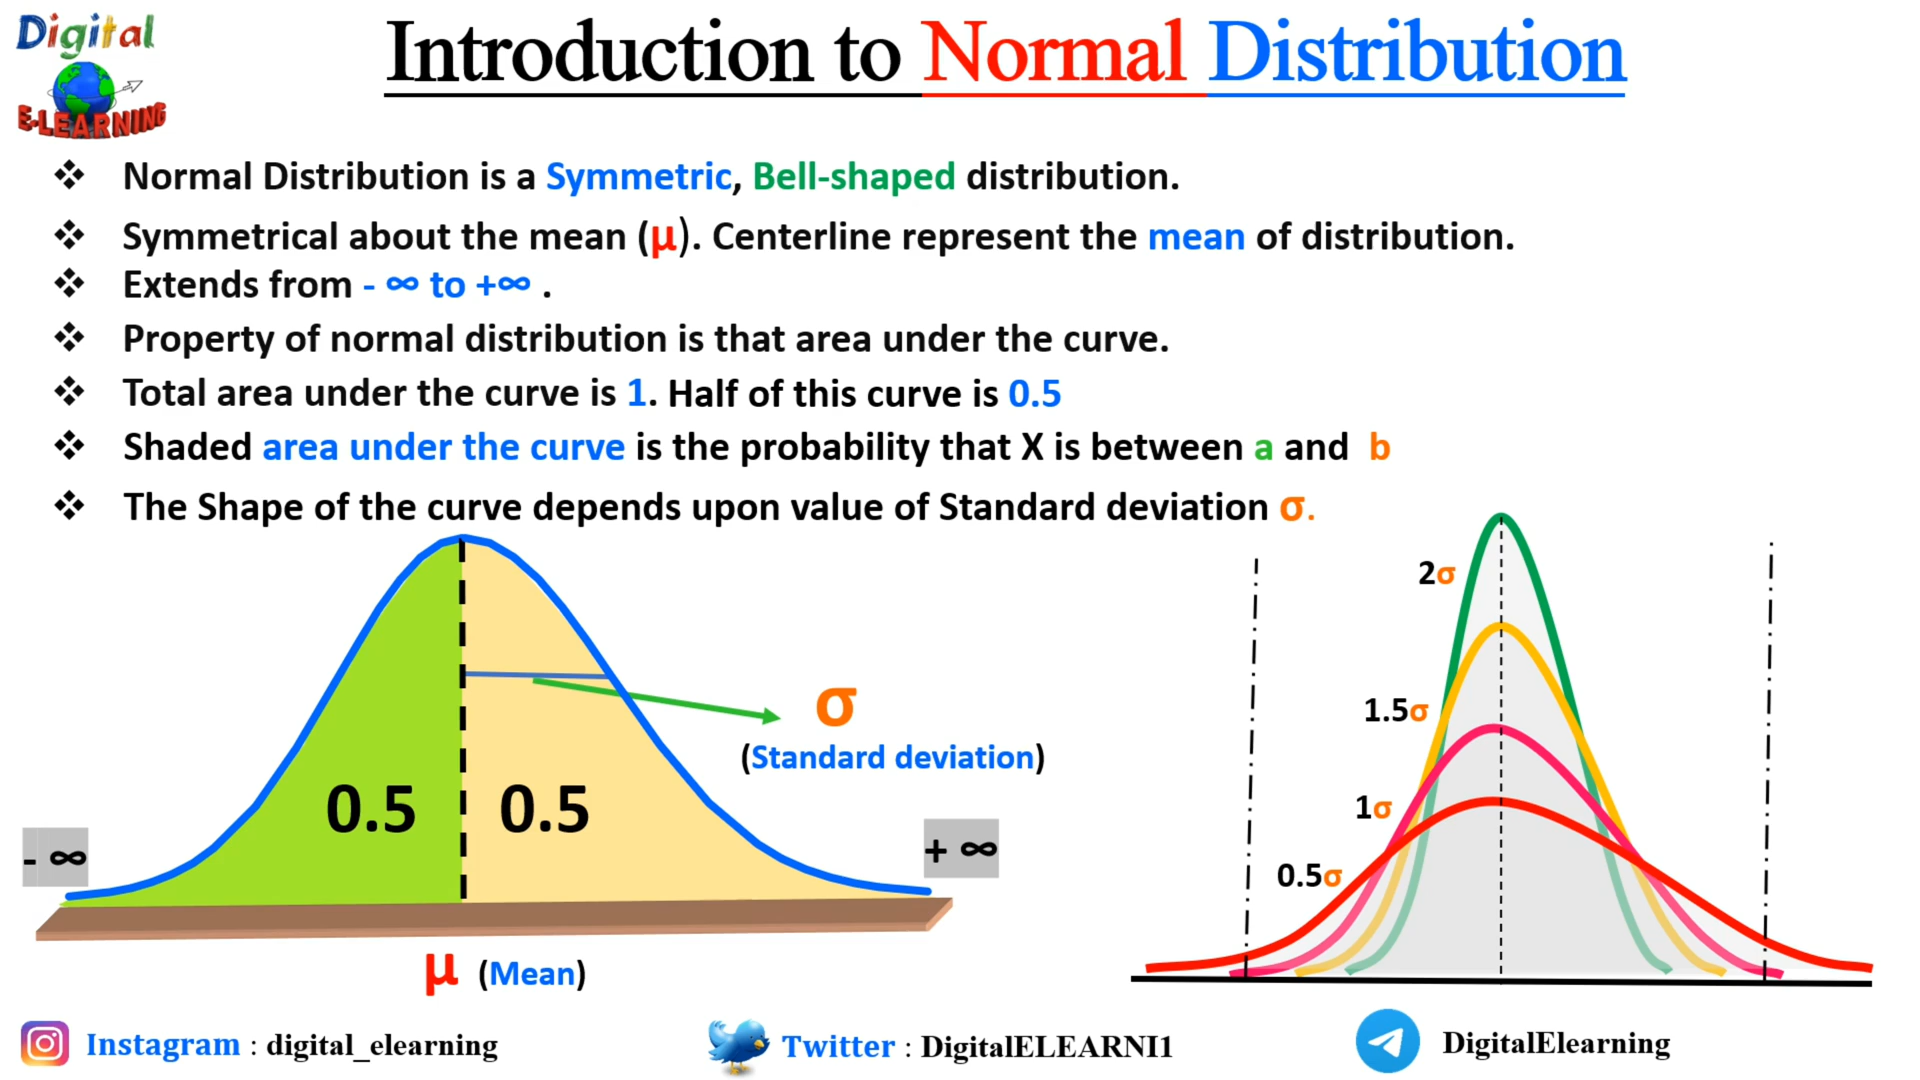 Digital
E-LEARNING
Introduction to Normal Distribution
Normal Distribution is a Symmetric, Bell-shaped distribution.
Symmetrical about the mean (μ). Centerline represent the mean of distribution.
Extends from - ∞ to +∞ .
Property of normal distribution is that area under the curve.
Total area under the curve is 1. Half of this curve is 0.5
Shaded area under the curve is the probability that X is between a and b
The Shape of the curve depends upon value of Standard deviation σ.
σ
(Standard deviation)
0.5 0.5
- ∞
+ ∞
μ (Mean)
2σ
1.5σ
1σ
0.5σ
Instagram : digital_elearning
Twitter : DigitalELEARNI1
DigitalElearning